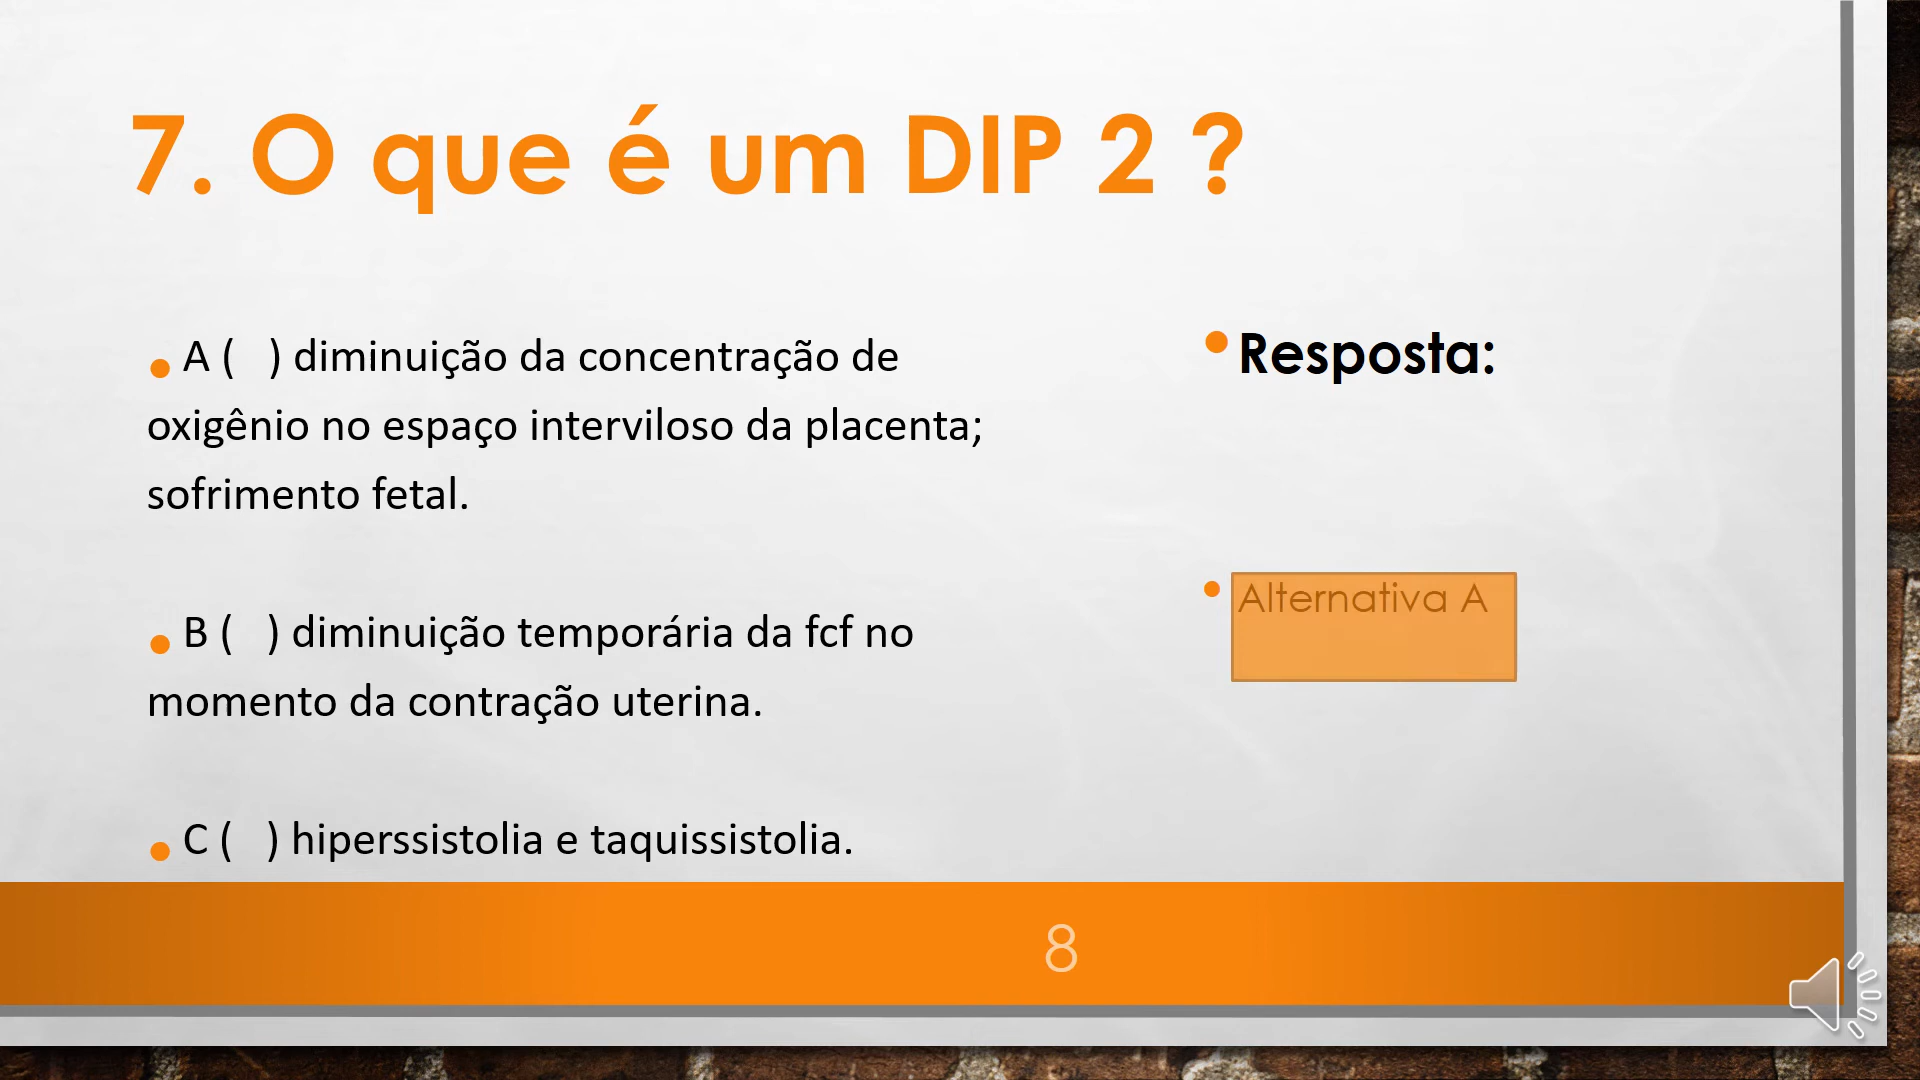 7. O que é um DIP 2 ?
• A (   ) diminuição da concentração de
oxigênio no espaço interviloso da placenta;
sofrimento fetal.
• B (   ) diminuição temporária da fcf no
momento da contração uterina.
• C (   ) hiperssistolia e taquissistolia.
• Resposta:
• Alternativa A
8